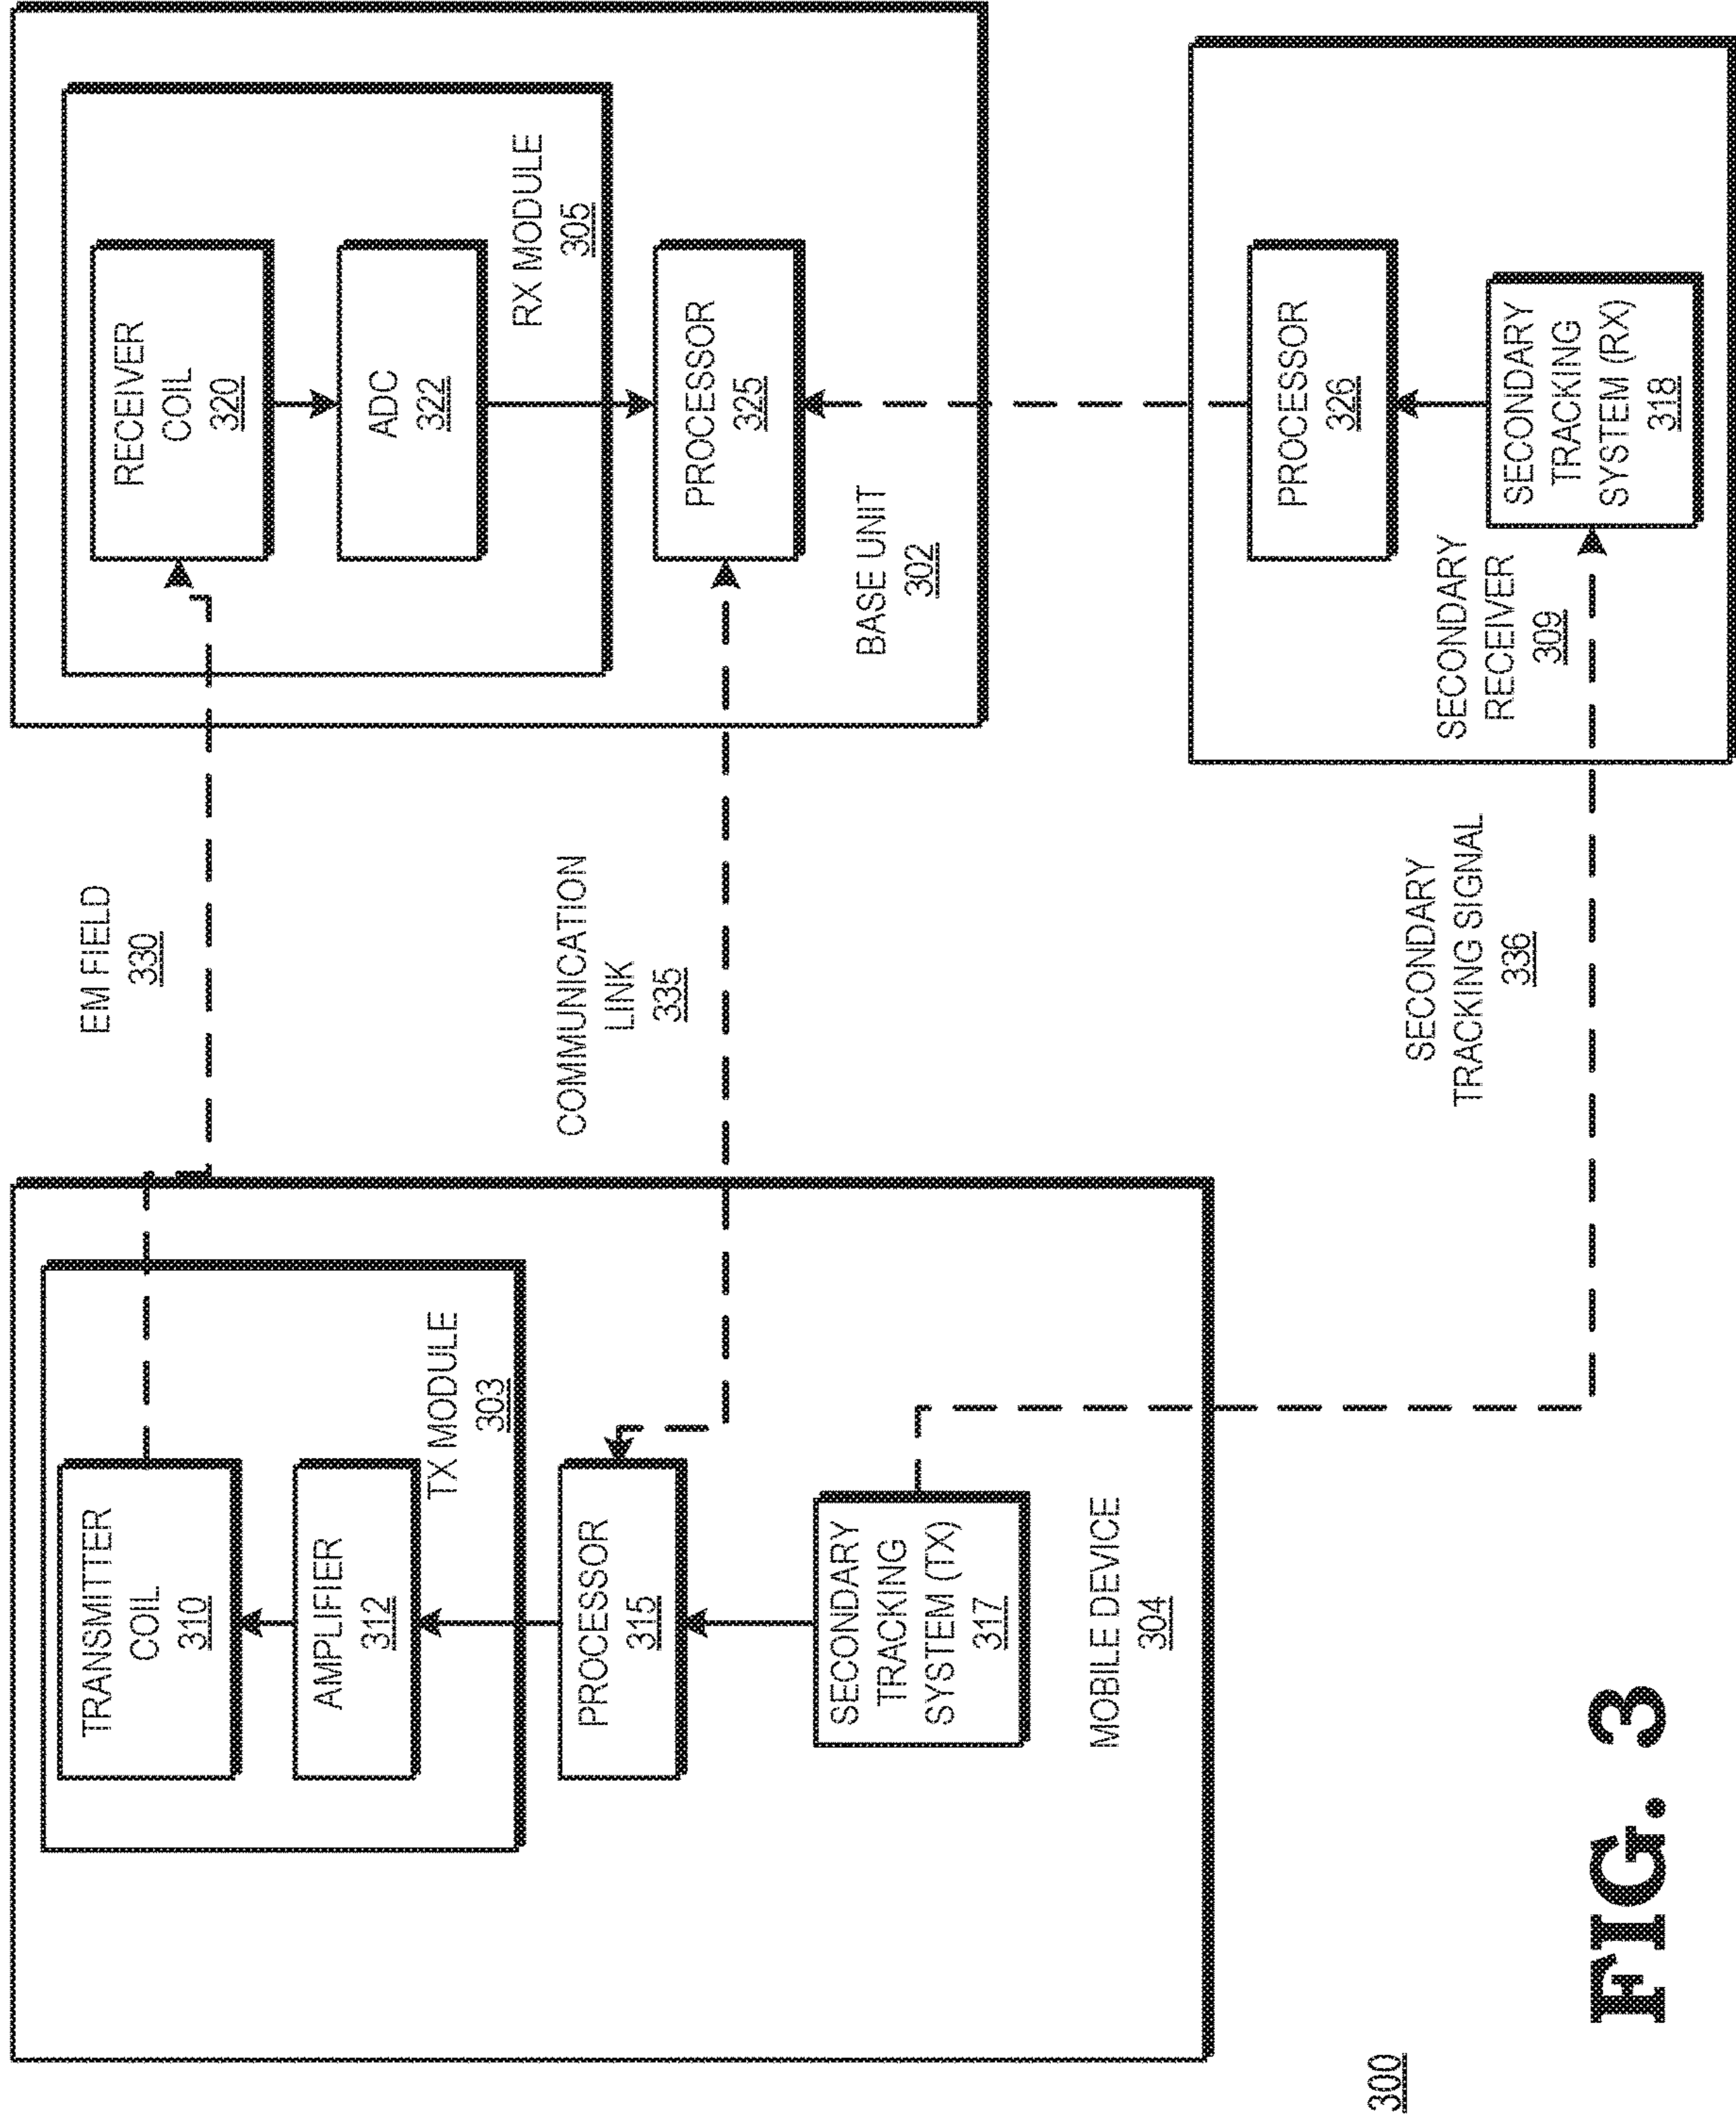 TRANSMITTER
COIL
310
AMPLIFIER
312
TX MODULE
303
PROCESSOR
315
SECONDARY
TRACKING
SYSTEM (TX)
317
MOBILE DEVICE
304
EM FIELD
330
COMMUNICATION
LINK
335
SECONDARY
TRACKING SIGNAL
336
RECEIVER
COIL
320
ADC
322
RX MODULE
305
PROCESSOR
325
BASE UNIT
302
PROCESSOR
326
SECONDARY
RECEIVER
309
SECONDARY
TRACKING
SYSTEM (RX)
318
300
FIG. 3